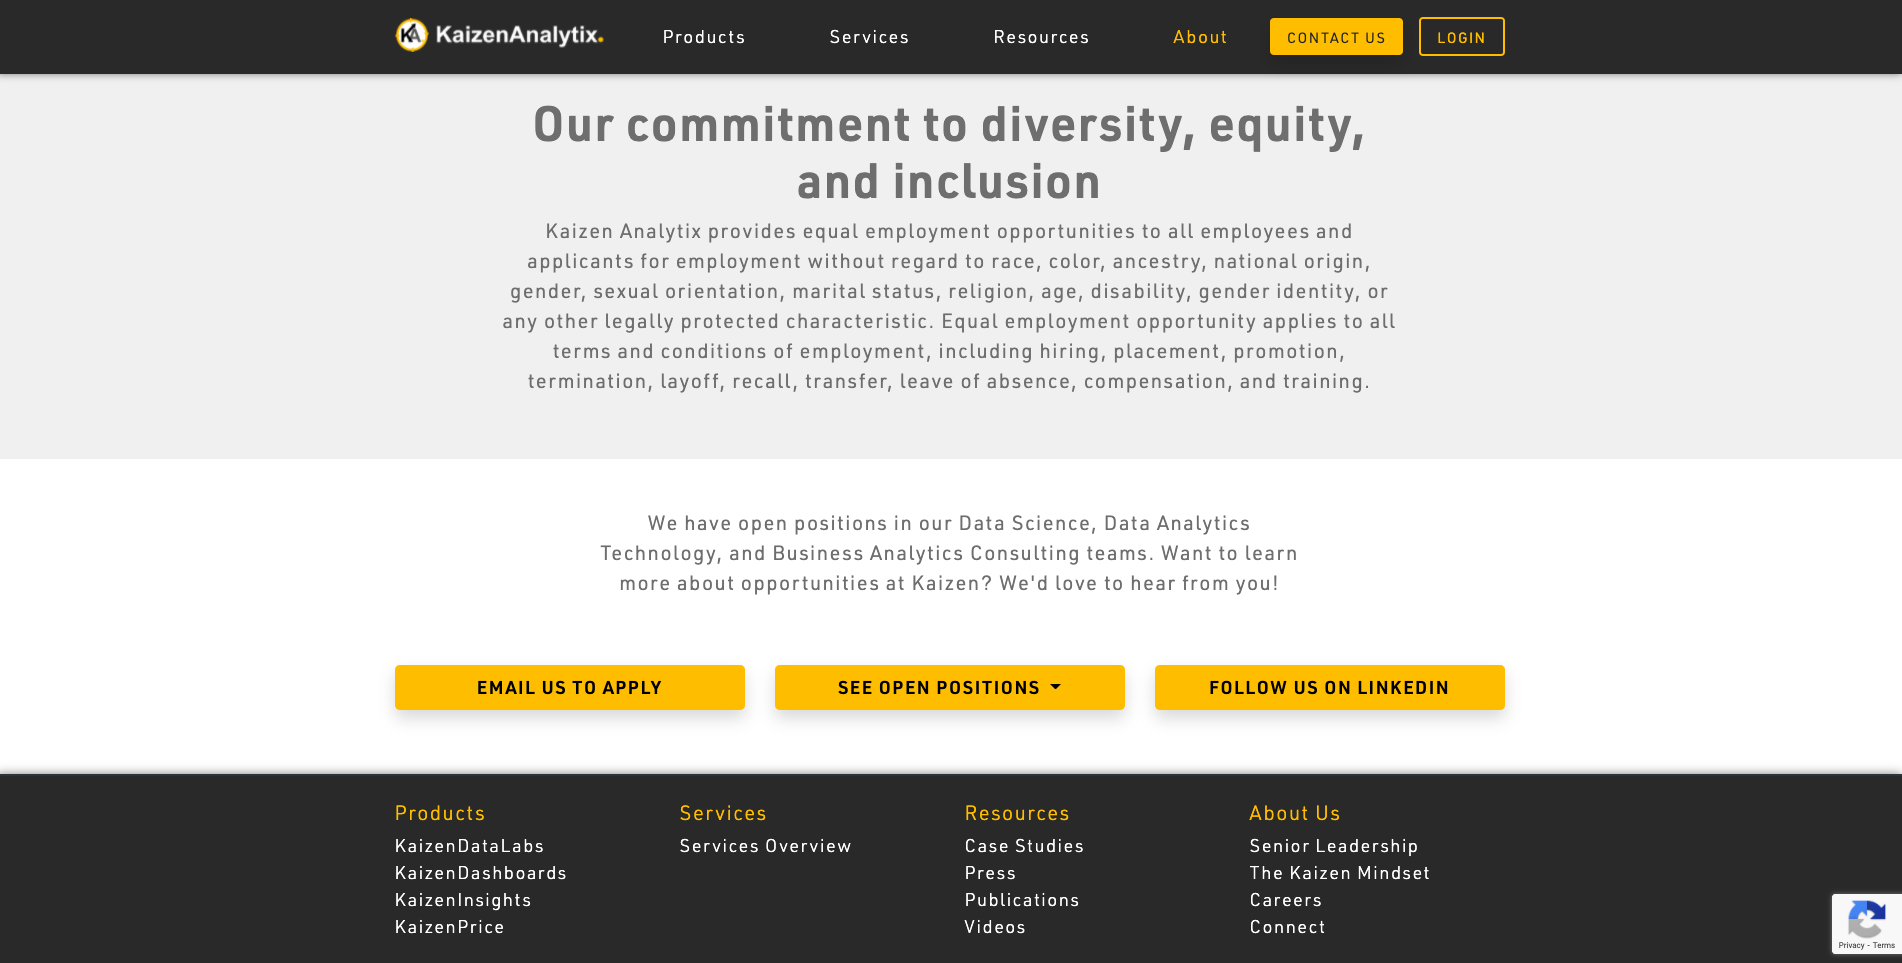 KA KaizenAnalytix.
Products
Services
Resources
About
CONTACT US
LOGIN
Our commitment to diversity, equity,
and inclusion
Kaizen Analytix provides equal employment opportunities to all employees and
applicants for employment without regard to race, color, ancestry, national origin,
gender, sexual orientation, marital status, religion, age, disability, gender identity, or
any other legally protected characteristic. Equal employment opportunity applies to all
terms and conditions of employment, including hiring, placement, promotion,
termination, layoff, recall, transfer, leave of absence, compensation, and training.
We have open positions in our Data Science, Data Analytics
Technology, and Business Analytics Consulting teams. Want to learn
more about opportunities at Kaizen? We'd love to hear from you!
EMAIL US TO APPLY
SEE OPEN POSITIONS
FOLLOW US ON LINKEDIN
Products
KaizenDataLabs
KaizenDashboards
KaizenInsights
KaizenPrice
Services
Services Overview
Resources
Case Studies
Press
Publications
Videos
About Us
Senior Leadership
The Kaizen Mindset
Careers
Connect
Privacy - Terms